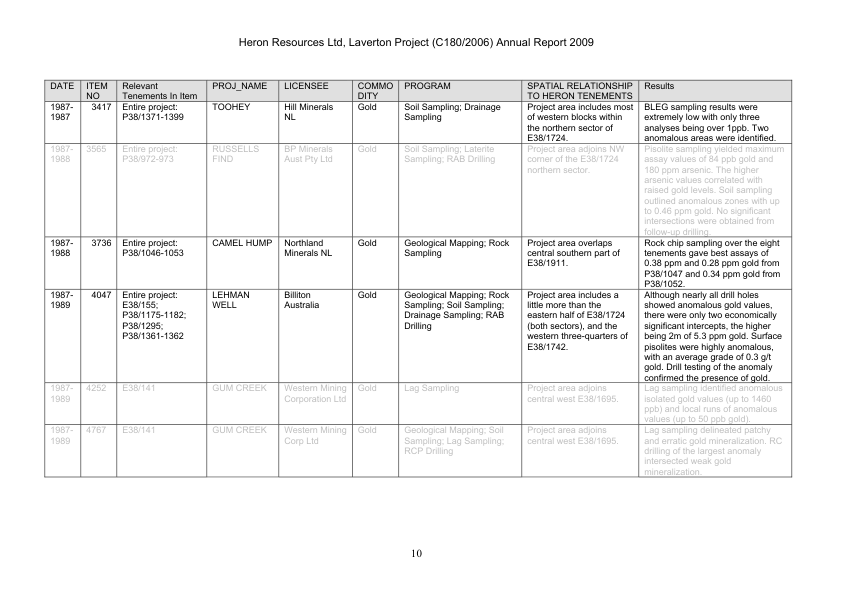 Heron Resources Ltd, Laverton Project (C180/2006) Annual Report 2009
DATE ITEM NO Relevant Tenements In Item PROJ_NAME LICENSEE COMMO DITY PROGRAM SPATIAL RELATIONSHIP TO HERON TENEMENTS Results
1987-1987 3417 Entire project: P38/1371-1399 TOOHEY Hill Minerals NL Gold Soil Sampling; Drainage Sampling Project area includes most of western blocks within the northern sector of E38/1724. BLEG sampling results were extremely low with only three analyses being over 1ppb. Two anomalous areas were identified.
1987-1988 3565 Entire project: P38/972-973 RUSSELLS FIND BP Minerals Aust Pty Ltd Gold Soil Sampling; Laterite Sampling; RAB Drilling Project area adjoins NW corner of the E38/1724 northern sector. Pisolite sampling yielded maximum assay values of 84 ppb gold and 180 ppm arsenic. The higher arsenic values correlated with raised gold levels. Soil sampling outlined anomalous zones with up to 0.46 ppm gold. No significant intersections were obtained from follow-up drilling.
1987-1988 3736 Entire project: P38/1046-1053 CAMEL HUMP Northland Minerals NL Gold Geological Mapping; Rock Sampling Project area overlaps central southern part of E38/1911. Rock chip sampling over the eight tenements gave best assays of 0.38 ppm and 0.28 ppm gold from P38/1047 and 0.34 ppm gold from P38/1052.
1987-1989 4047 Entire project: E38/155; P38/1175-1182; P38/1295; P38/1361-1362 LEHMAN WELL Billiton Australia Gold Geological Mapping; Rock Sampling; Soil Sampling; Drainage Sampling; RAB Drilling Project area includes a little more than the eastern half of E38/1724 (both sectors), and the western three-quarters of E38/1742. Although nearly all drill holes showed anomalous gold values, there were only two economically significant intercepts, the higher being 2m of 5.3 ppm gold. Surface pisolites were highly anomalous, with an average grade of 0.3 g/t gold. Drill testing of the anomaly confirmed the presence of gold.
1987-1989 4252 E38/141 GUM CREEK Western Mining Corporation Ltd Gold Lag Sampling Project area adjoins central west E38/1695. Lag sampling identified anomalous isolated gold values (up to 1460 ppb) and local runs of anomalous values (up to 50 ppb gold).
1987-1989 4767 E38/141 GUM CREEK Western Mining Corp Ltd Gold Geological Mapping; Soil Sampling; Lag Sampling; RCP Drilling Project area adjoins central west E38/1695. Lag sampling delineated patchy and erratic gold mineralization. RC drilling of the largest anomaly intersected weak gold mineralization.
10